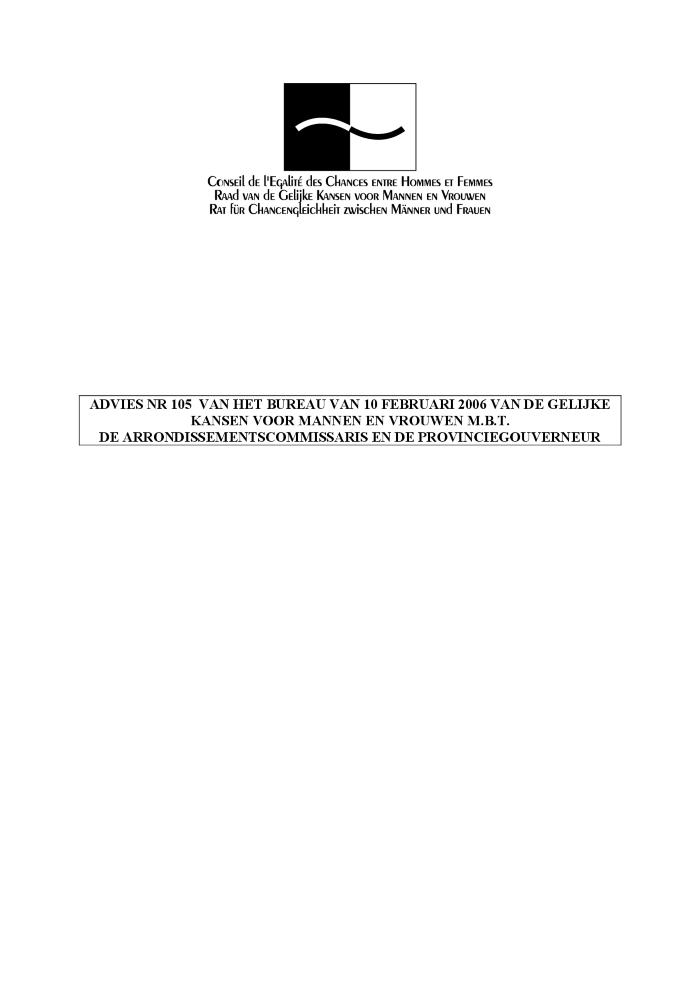 Conseil de l'Egalité des Chances entre Hommes et Femmes
Raad van de Gelijke Kansen voor Mannen en Vrouwen
Rat für Chancengleichheit zwischen Männer und Frauen
ADVIES NR 105 VAN HET BUREAU VAN 10 FEBRUARI 2006 VAN DE GELIJKE
KANSEN VOOR MANNEN EN VROUWEN M.B.T.
DE ARRONDISSEMENTSCOMMISSARIS EN DE PROVINCIEGOUVERNEUR